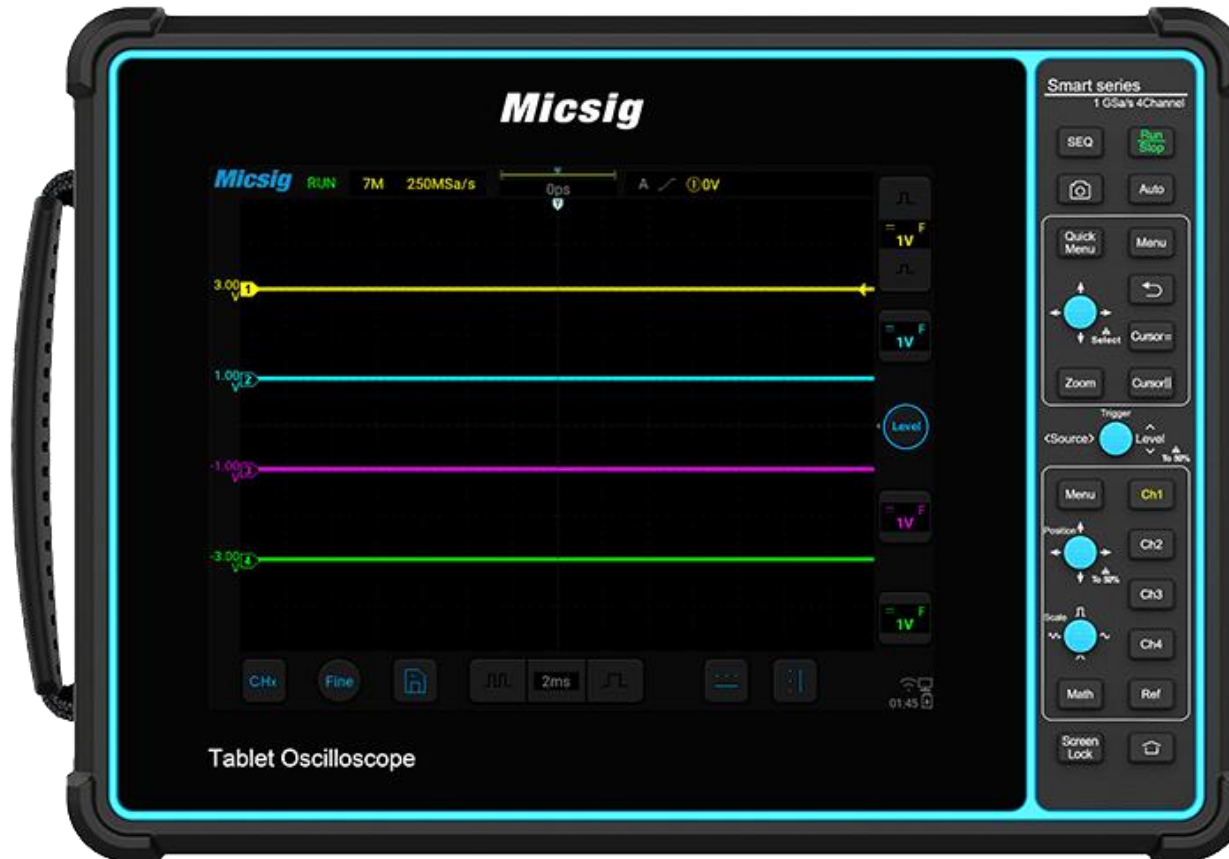 Micsig
Smart series
1 GSa/s 4Channel
SEQ
Run
Stop
Auto
Micsig RUN 7M 250MSa/s 0ps A 1 0V
T
F
1V
3.00
V
1
F
1V
1.00
V
2
Level
-1.00
V
3
F
1V
-3.00
V
4
F
1V
CHx
Fine
2ms
01:45
Tablet Oscilloscope
Quick
Menu
Menu
Select
Cursor=
Zoom
Cursor||
Trigger
<Source>
Level
To 50%
Menu
Ch1
Position
To 50%
Ch2
Ch3
Scale
Ch4
Math
Ref
Screen
Lock